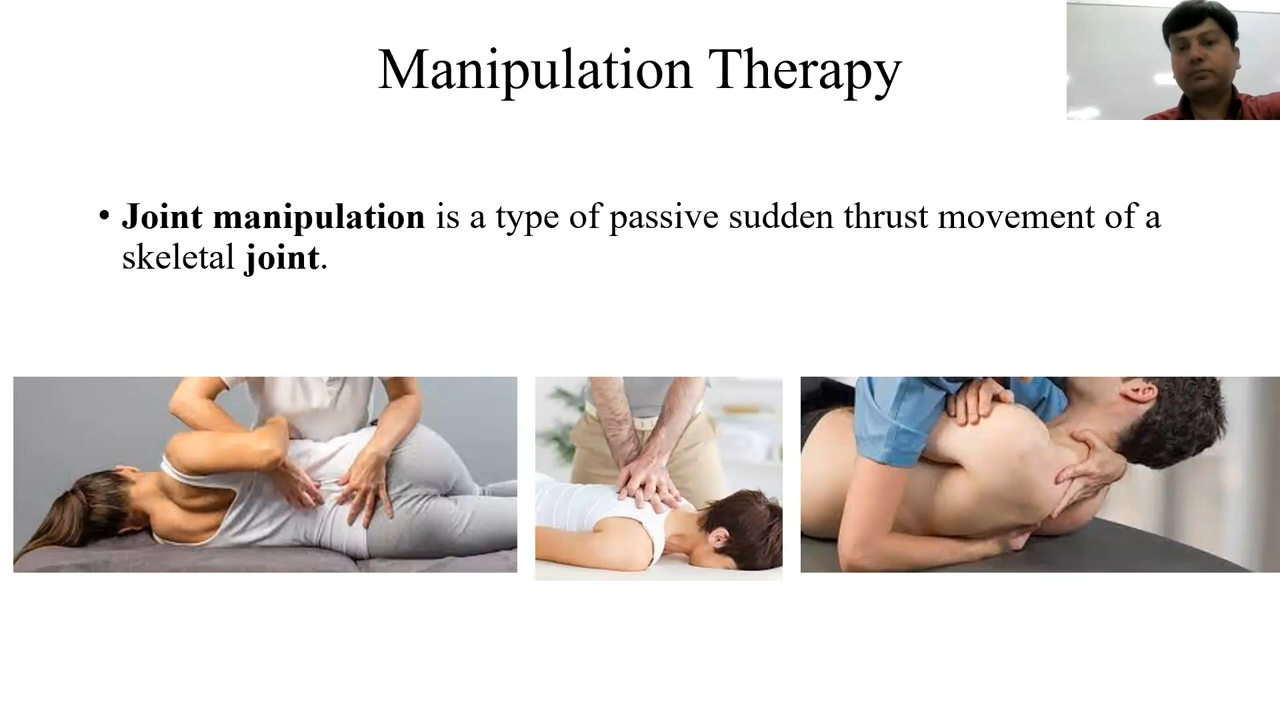 Manipulation Therapy
• Joint manipulation is a type of passive sudden thrust movement of a
skeletal joint.